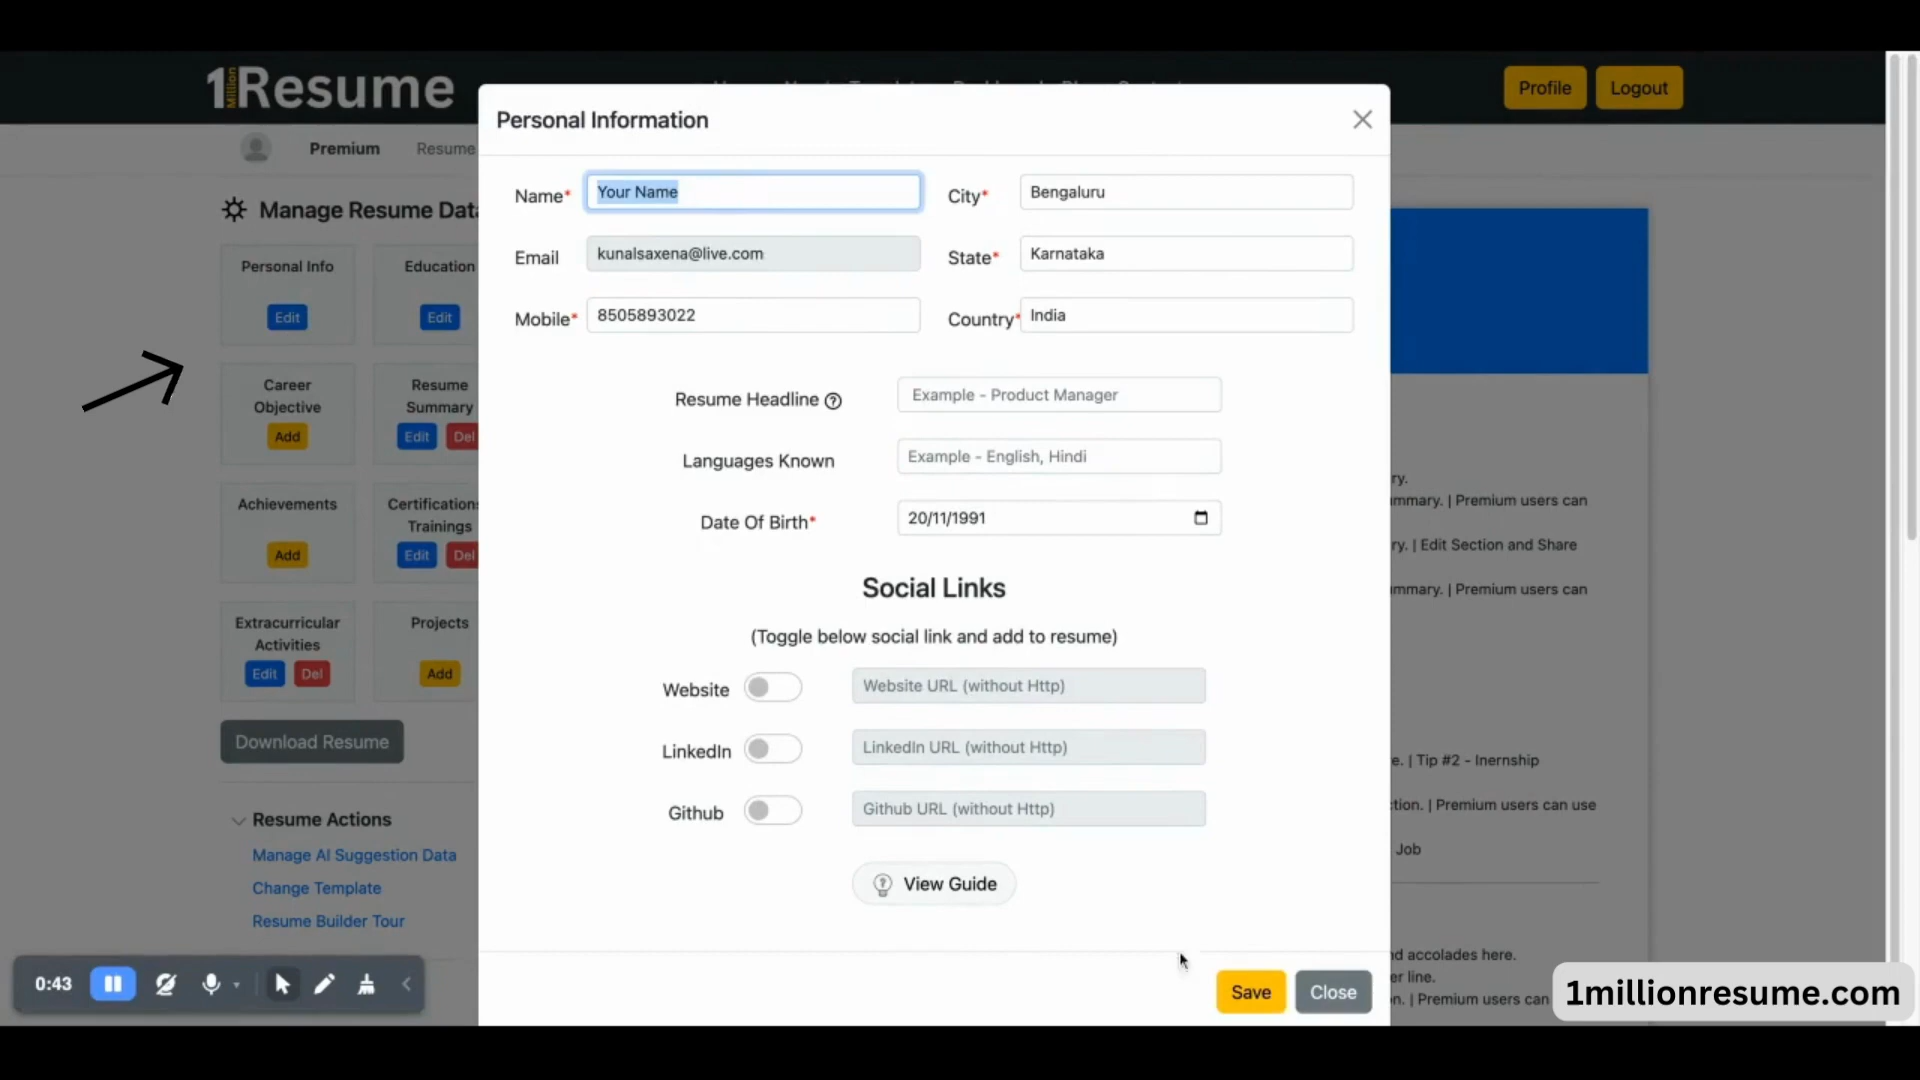 1Million Resume
Profile
Logout
Premium
Resume
Manage Resume Data
Personal Info
Edit
Education
Edit
Career
Objective
Add
Resume
Summary
Edit
Del
Achievements
Add
Certifications
Trainings
Edit
Del
Extracurricular
Activities
Edit
Del
Projects
Add
Download Resume
Resume Actions
Manage AI Suggestion Data
Change Template
Resume Builder Tour
0:43
Personal Information
Name*
Your Name
City*
Bengaluru
Email
kunalsaxena@live.com
State*
Karnataka
Mobile*
8505893022
Country*
India
Resume Headline
Example - Product Manager
Languages Known
Example - English, Hindi
Date Of Birth*
20/11/1991
Social Links
(Toggle below social link and add to resume)
Website
Website URL (without Http)
LinkedIn
LinkedIn URL (without Http)
Github
Github URL (without Http)
View Guide
Save
Close
ry.
mmary. | Premium users can
ry. | Edit Section and Share
mmary. | Premium users can
e. | Tip #2 - Inernship
ction. | Premium users can use
Job
nd accolades here.
er line.
n. | Premium users can
1millionresume.com